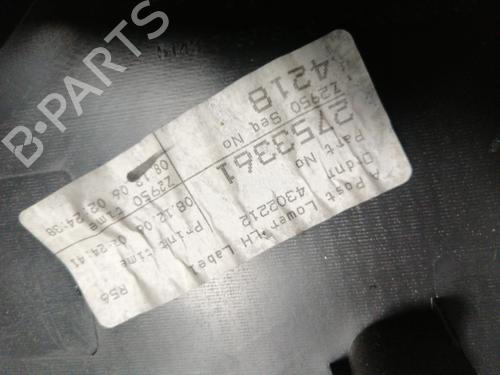 B-PARTS
A Post Lower LH Label R56
Ordnr 4302212 Print time
Part No 08.12.06 02:24:41
2753361
Z2950 Seq No Z2950 time
4218 08.12.06 02:24:38